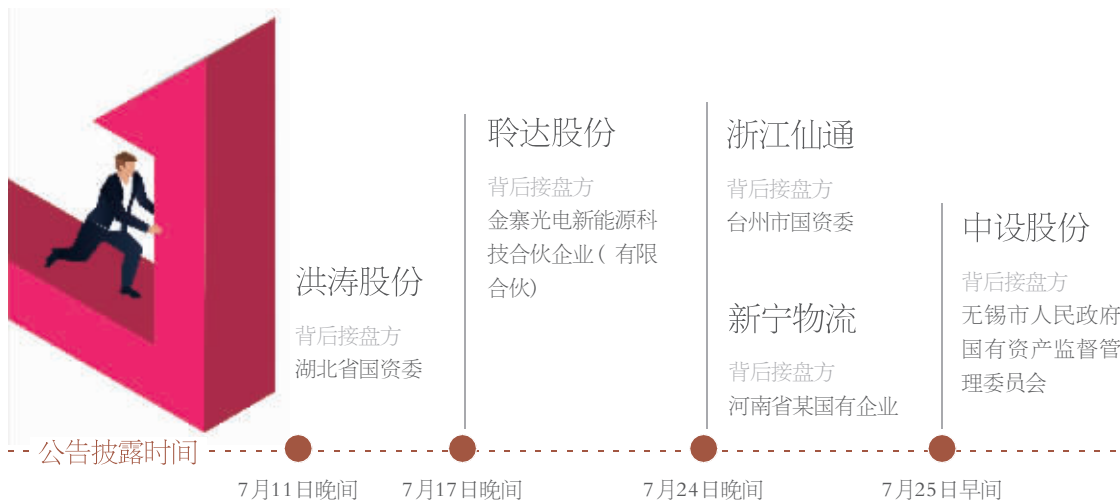 洪涛股份
背后接盘方
湖北省国资委
聆达股份
背后接盘方
金寨光电新能源科
技合伙企业( 有限
合伙)
浙江仙通
背后接盘方
台州市国资委
新宁物流
背后接盘方
河南省某国有企业
中设股份
背后接盘方
无锡市人民政府
国有资产监督管
理委员会
公告披露时间
7月11日晚间
7月17日晚间
7月24日晚间
7月25日早间